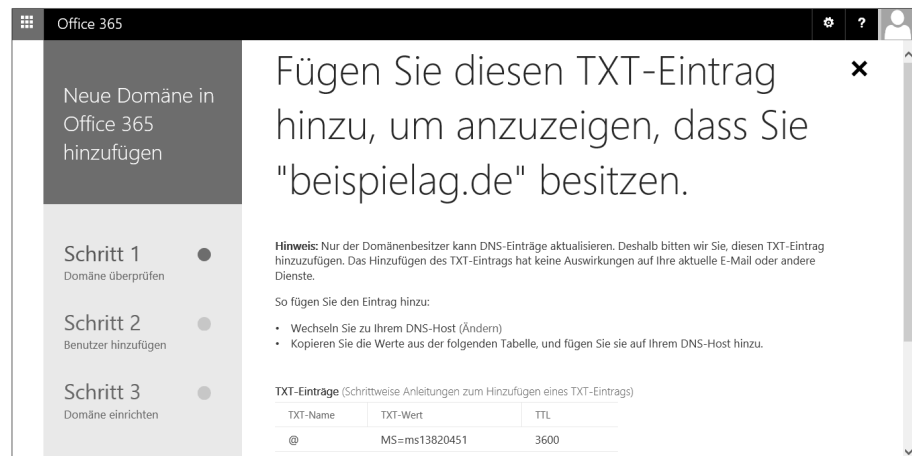 Office 365
?
Neue Domäne in
Office 365
hinzufügen
Schritt 1
Domäne überprüfen
Schritt 2
Benutzer hinzufügen
Schritt 3
Domäne einrichten
Fügen Sie diesen TXT-Eintrag
hinzu, um anzuzeigen, dass Sie
"beispielag.de" besitzen.
Hinweis: Nur der Domänenbesitzer kann DNS-Einträge aktualisieren. Deshalb bitten wir Sie, diesen TXT-Eintrag
hinzuzufügen. Das Hinzufügen des TXT-Eintrags hat keine Auswirkungen auf Ihre aktuelle E-Mail oder andere
Dienste.
So fügen Sie den Eintrag hinzu:
• Wechseln Sie zu Ihrem DNS-Host (Ändern)
• Kopieren Sie die Werte aus der folgenden Tabelle, und fügen Sie sie auf Ihrem DNS-Host hinzu.
TXT-Einträge (Schrittweise Anleitungen zum Hinzufügen eines TXT-Eintrags)
TXT-Name TXT-Wert TTL
@ MS=ms13820451 3600